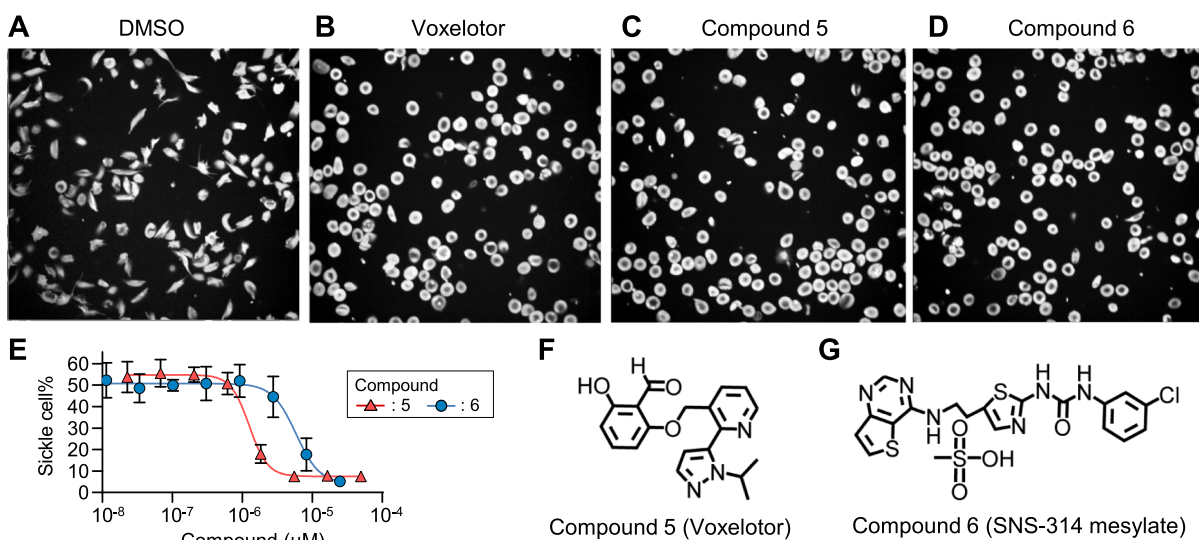 A DMSO
B Voxelotor
C Compound 5
D Compound 6
E
60
50
40
30
20
10
0
Sickle cell%
10-8 10-7 10-6 10-5 10-4
Compound (uM)
Compound
: 5 : 6
F
H
HO
O
O
N
N
N
Compound 5 (Voxelotor)
G
N
N
S
N
H
S
N
H
N
O
H
N
Cl
O
S
OH
O
Compound 6 (SNS-314 mesylate)